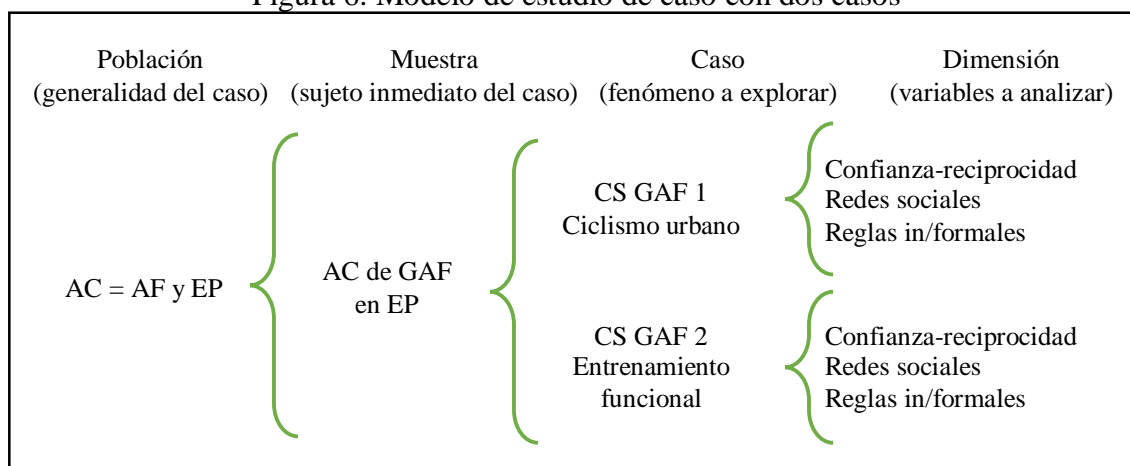 Figura 6. Modelo de estudio de caso con dos casos
Población
(generalidad del caso)
Muestra
(sujeto inmediato del caso)
Caso
(fenómeno a explorar)
Dimensión
(variables a analizar)
AC = AF y EP
AC de GAF
en EP
CS GAF 1
Ciclismo urbano
Confianza-reciprocidad
Redes sociales
Reglas in/formales
CS GAF 2
Entrenamiento
funcional
Confianza-reciprocidad
Redes sociales
Reglas in/formales